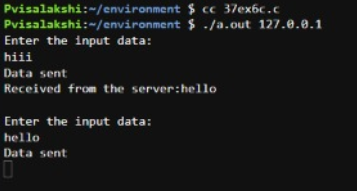 Pvisalakshi:~/environment $ cc 37ex6c.c
Pvisalakshi:~/environment $ ./a.out 127.0.0.1
Enter the input data:
hiii
Data sent
Received from the server:hello
Enter the input data:
hello
Data sent